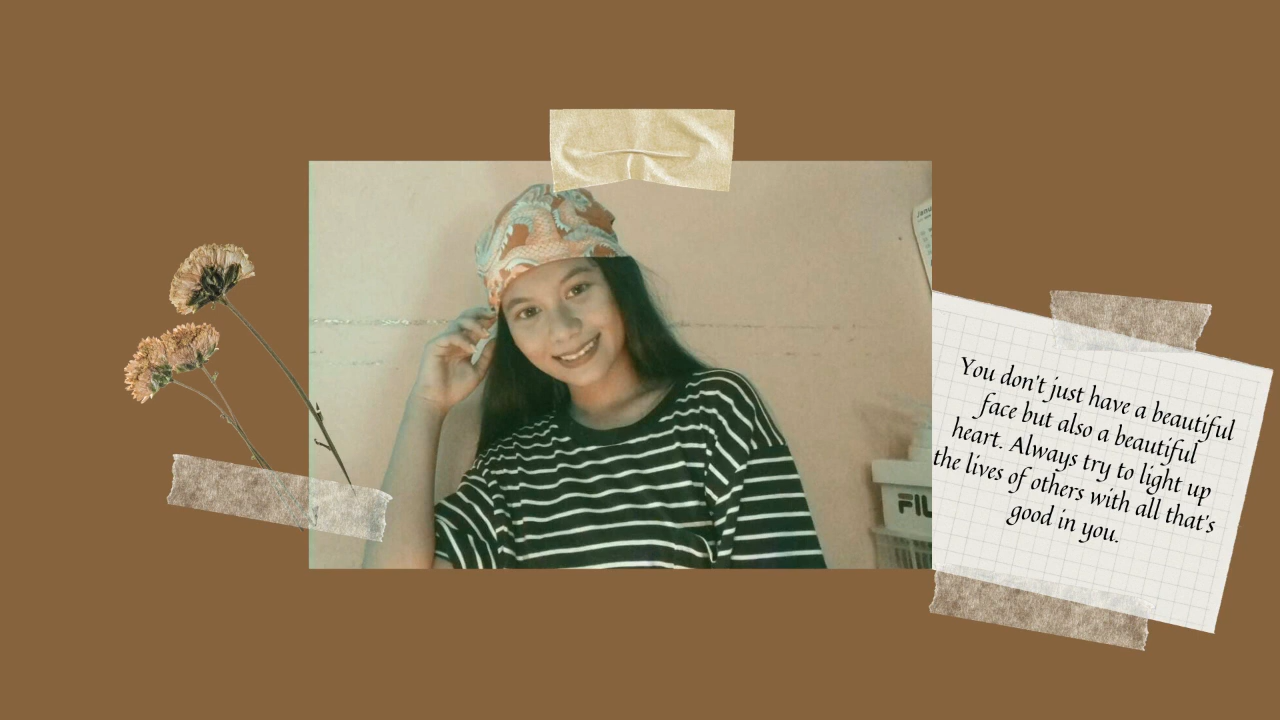 You don't just have a beautiful
face but also a beautiful
heart. Always try to light up
the lives of others with all that's
good in you.